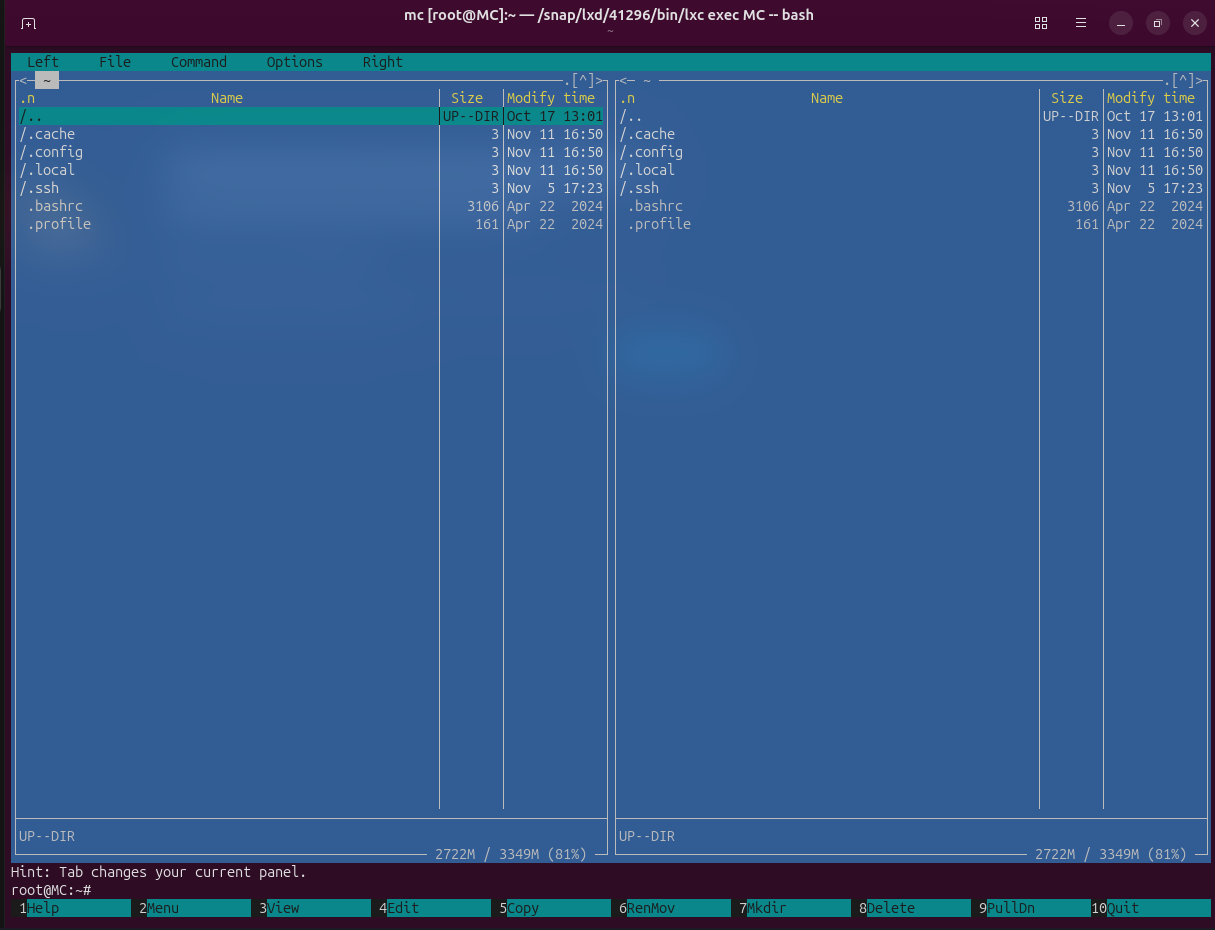 mc [root@MC]:~ — /snap/lxd/41296/bin/lxc exec MC -- bash
~
Left File Command Options Right
<─ ~ ─.[^]>
.n Name Size Modify time
/.. UP--DIR Oct 17 13:01
/.cache 3 Nov 11 16:50
/.config 3 Nov 11 16:50
/.local 3 Nov 11 16:50
/.ssh 3 Nov 5 17:23
.bashrc 3106 Apr 22 2024
.profile 161 Apr 22 2024
UP--DIR
2722M / 3349M (81%)
<─ ~ ─.[^]>
.n Name Size Modify time
/.. UP--DIR Oct 17 13:01
/.cache 3 Nov 11 16:50
/.config 3 Nov 11 16:50
/.local 3 Nov 11 16:50
/.ssh 3 Nov 5 17:23
.bashrc 3106 Apr 22 2024
.profile 161 Apr 22 2024
UP--DIR
2722M / 3349M (81%)
Hint: Tab changes your current panel.
root@MC:~#
1Help 2Menu 3View 4Edit 5Copy 6RenMov 7Mkdir 8Delete 9PullDn 10Quit